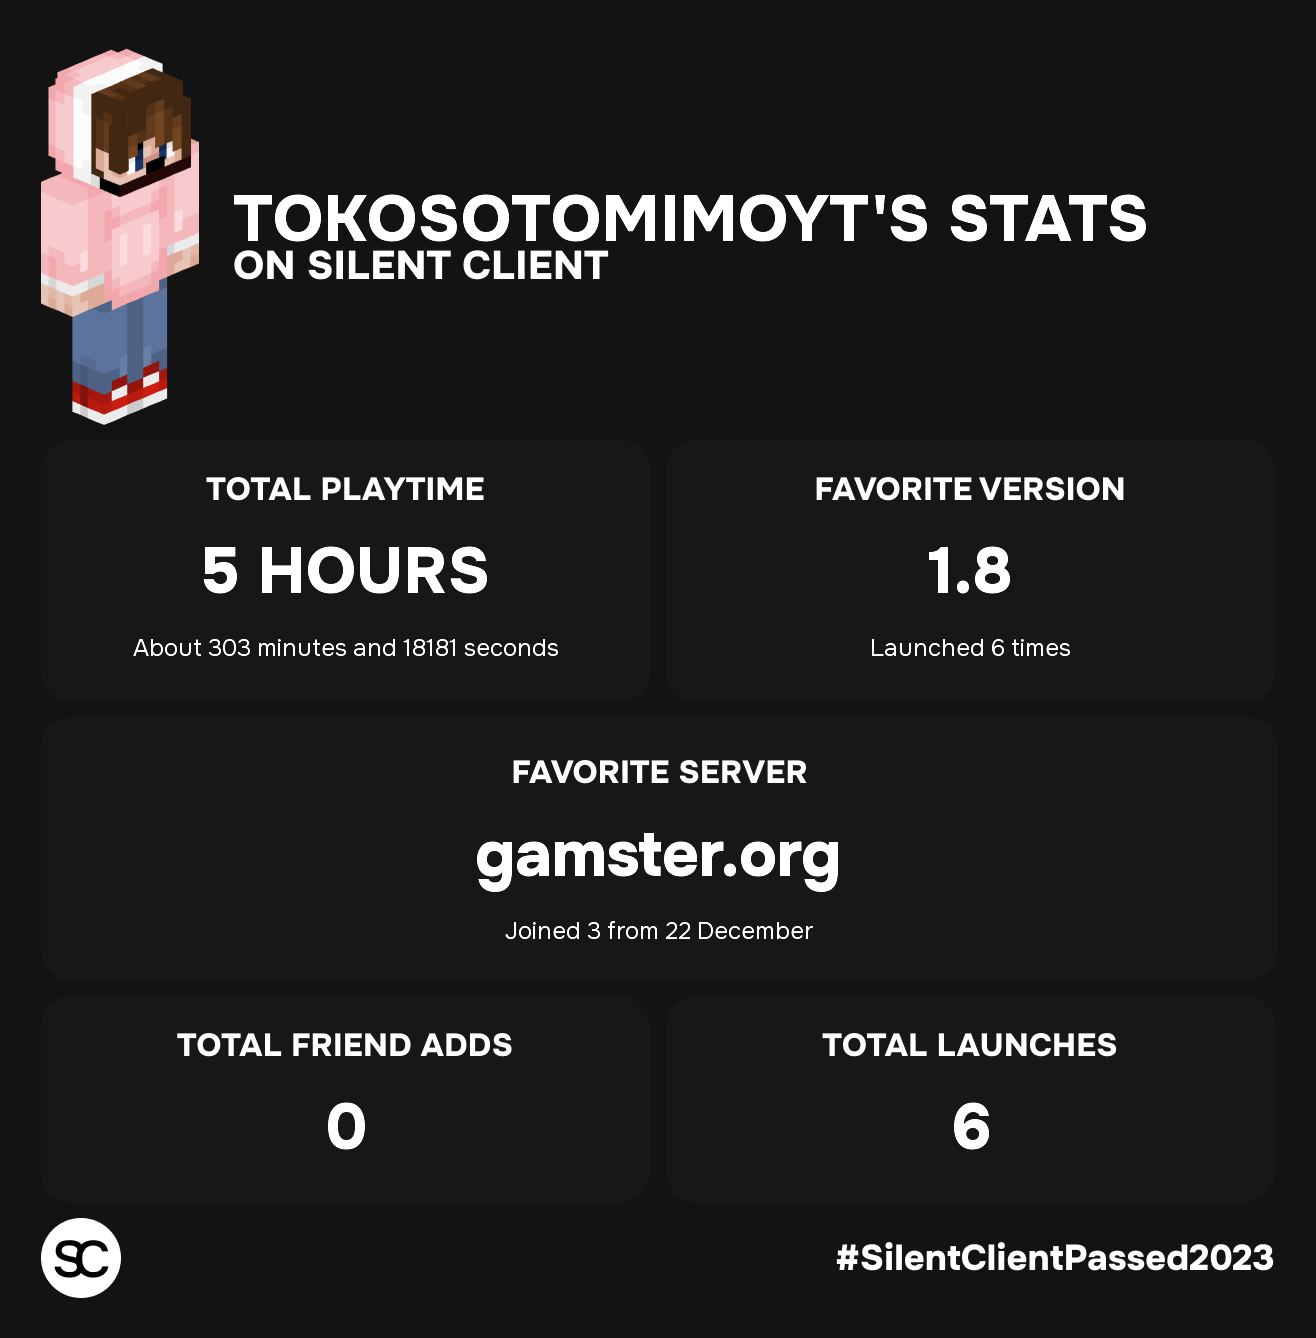 TOKOSOTOMIMOYT'S STATS
ON SILENT CLIENT
TOTAL PLAYTIME
5 HOURS
About 303 minutes and 18181 seconds
FAVORITE VERSION
1.8
Launched 6 times
FAVORITE SERVER
gamster.org
Joined 3 from 22 December
TOTAL FRIEND ADDS
0
TOTAL LAUNCHES
6
SC
#SilentClientPassed2023